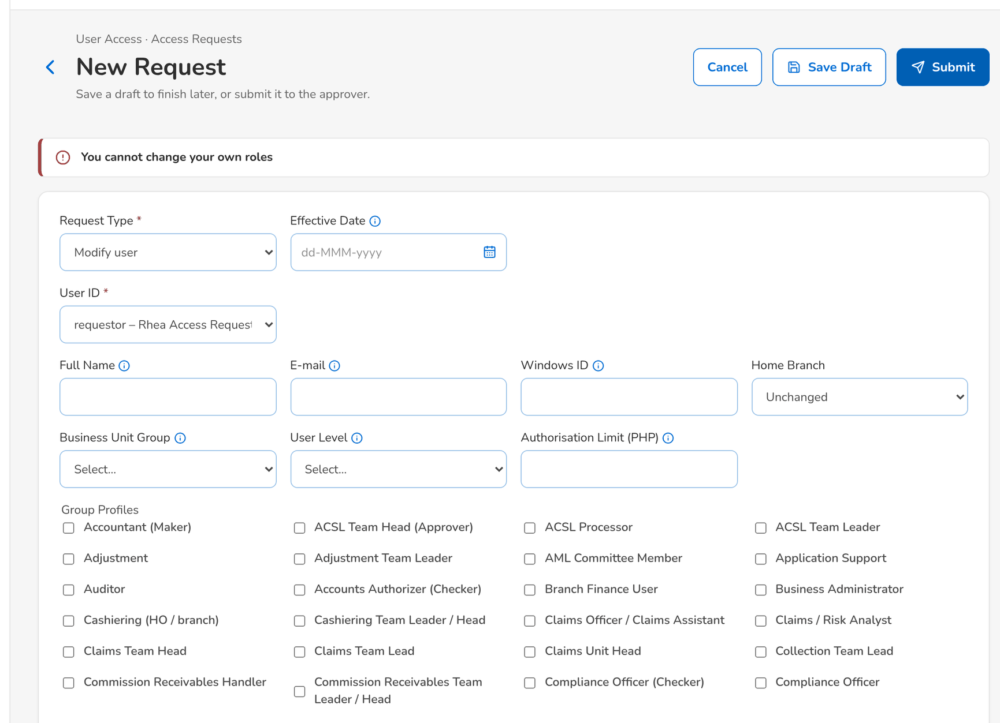 User Access · Access Requests
New Request
Save a draft to finish later, or submit it to the approver.
Cancel
Save Draft
Submit
You cannot change your own roles
Request Type *
Effective Date
Modify user
dd-MMM-yyyy
User ID *
requestor – Rhea Access Request
Full Name
E-mail
Windows ID
Home Branch
Unchanged
Business Unit Group
User Level
Authorisation Limit (PHP)
Select...
Select...
Group Profiles
Accountant (Maker)
ACSL Team Head (Approver)
ACSL Processor
ACSL Team Leader
Adjustment
Adjustment Team Leader
AML Committee Member
Application Support
Auditor
Accounts Authorizer (Checker)
Branch Finance User
Business Administrator
Cashiering (HO / branch)
Cashiering Team Leader / Head
Claims Officer / Claims Assistant
Claims / Risk Analyst
Claims Team Head
Claims Team Lead
Claims Unit Head
Collection Team Lead
Commission Receivables Handler
Commission Receivables Team
Leader / Head
Compliance Officer (Checker)
Compliance Officer